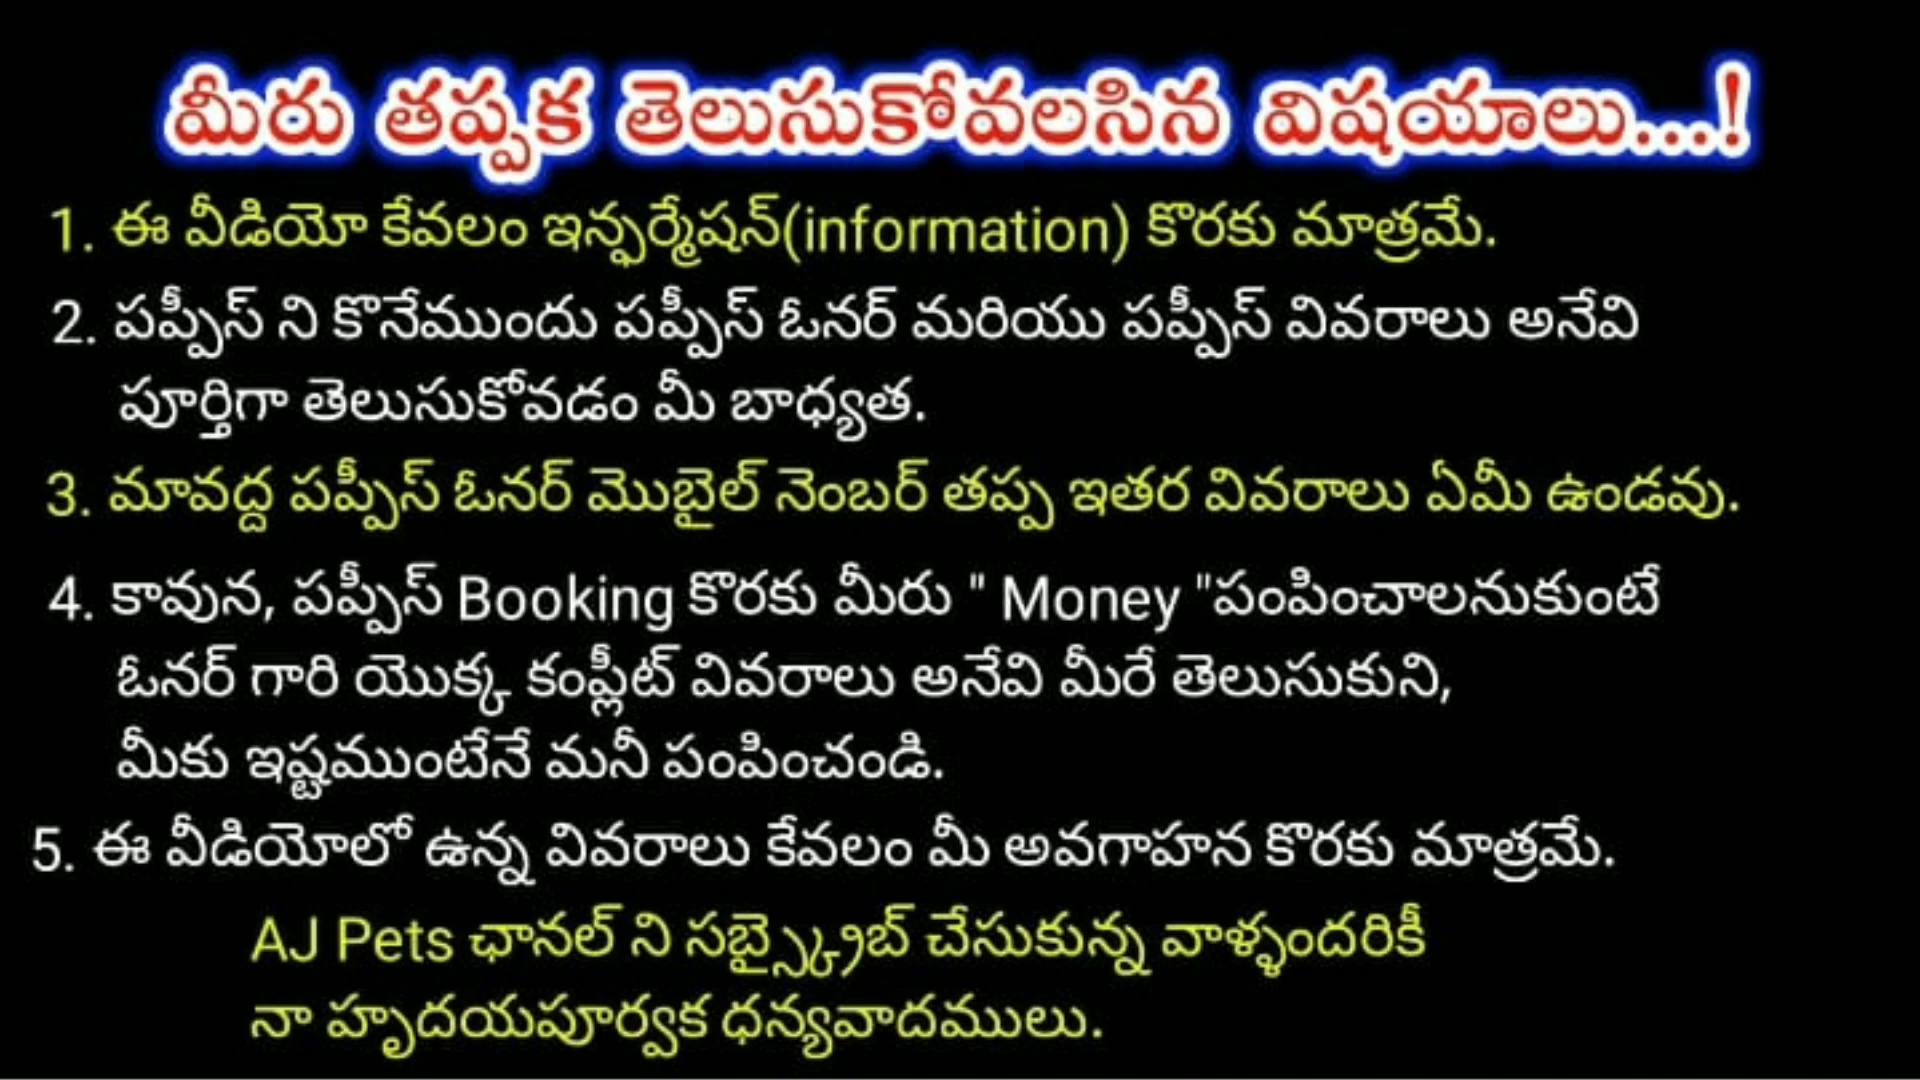 మీరు తప్పక తెలుసుకోవలసిన విషయాలు...!
1. ఈ వీడియో కేవలం ఇన్ఫర్మేషన్(information) కొరకు మాత్రమే.
2. పప్పీస్ ని కొనేముందు పప్పీస్ ఓనర్ మరియు పప్పీస్ వివరాలు అనేవి
పూర్తిగా తెలుసుకోవడం మీ బాధ్యత.
3. మావద్ద పప్పీస్ ఓనర్ మొబైల్ నెంబర్ తప్ప ఇతర వివరాలు ఏమీ ఉండవు.
4. కావున, పప్పీస్ Booking కొరకు మీరు " Money "పంపించాలనుకుంటే
ఓనర్ గారి యొక్క కంప్లీట్ వివరాలు అనేవి మీరే తెలుసుకుని,
మీకు ఇష్టముంటేనే మనీ పంపించండి.
5. ఈ వీడియోలో ఉన్న వివరాలు కేవలం మీ అవగాహన కొరకు మాత్రమే.
AJ Pets ఛానల్ ని సబ్స్క్రైబ్ చేసుకున్న వాళ్ళందరికీ
నా హృదయపూర్వక ధన్యవాదములు.